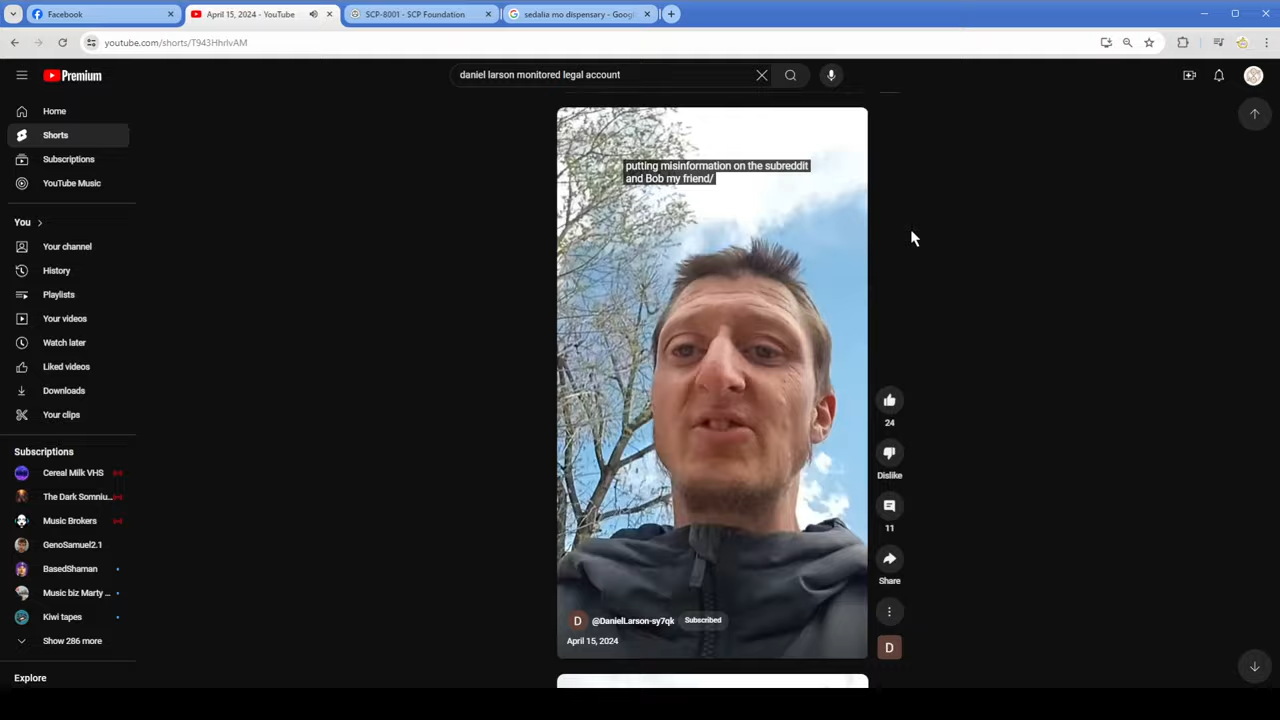 Facebook
April 15, 2024 - YouTube
SCP-8001 - SCP Foundation
sedalia mo dispensary - Goog
youtube.com/shorts/T943HhrIvAM
Premium
daniel larson monitored legal account
Home
Shorts
Subscriptions
YouTube Music
You
Your channel
History
Playlists
Your videos
Watch later
Liked videos
Downloads
Your clips
Subscriptions
Cereal Milk VHS
The Dark Somniu...
Music Brokers
GenoSamuel2.1
BasedShaman
Music biz Marty ...
Kiwi tapes
Show 286 more
Explore
putting misinformation on the subreddit
and Bob my friend/
24
Dislike
11
Share
D @DanielLarson-sy7qk Subscribed
April 15, 2024
D